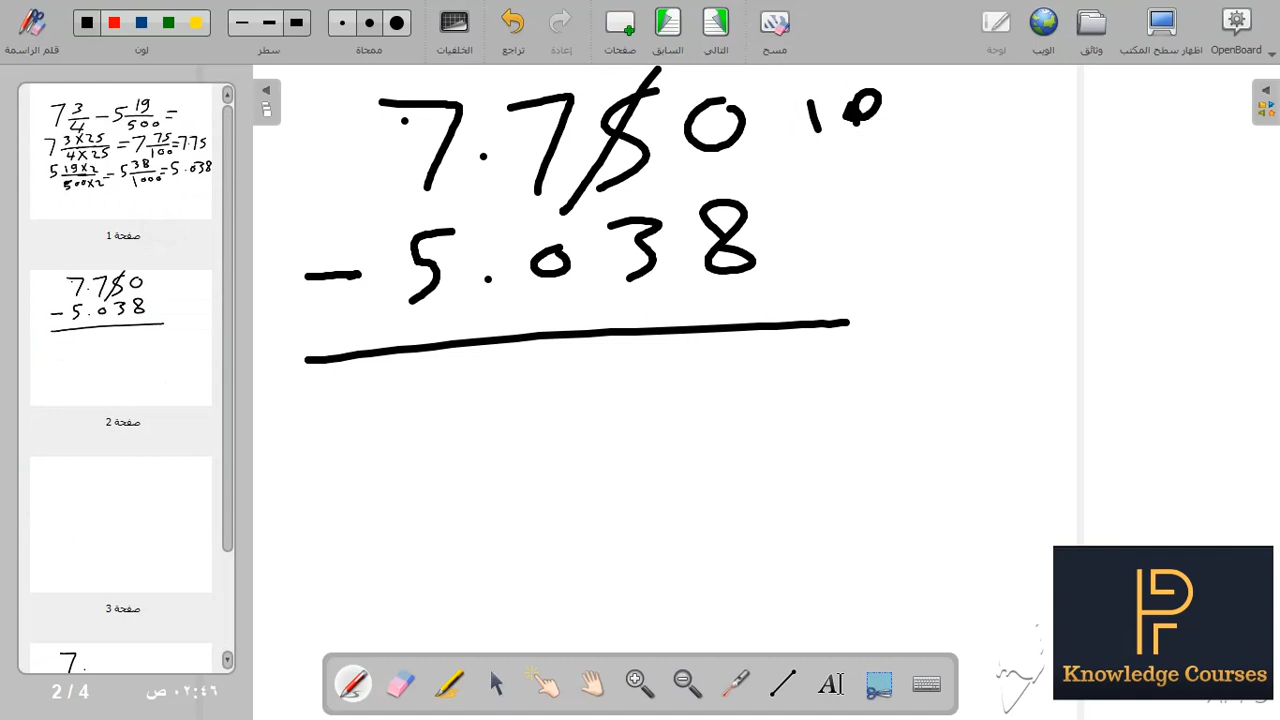 قلم الراسمة
لون
سطر
ممحاة
الخلفيات
تراجع
إعادة
صفحات
السابق
التالي
مسح
لوحة
الويب
وثائق
اظهار سطح المكتب
OpenBoard
7 3/4 - 5 19/500 =
7 3×25/4×25 = 7 75/100 = 7.75
5 19×2/500×2 - 5 38/1000 = 5.038
صفحة 1
7.750
- 5.038
صفحة 2
صفحة 3
7.
2/4
٠٢:٤٦ ص
7.750 10
- 5.038
Knowledge Courses